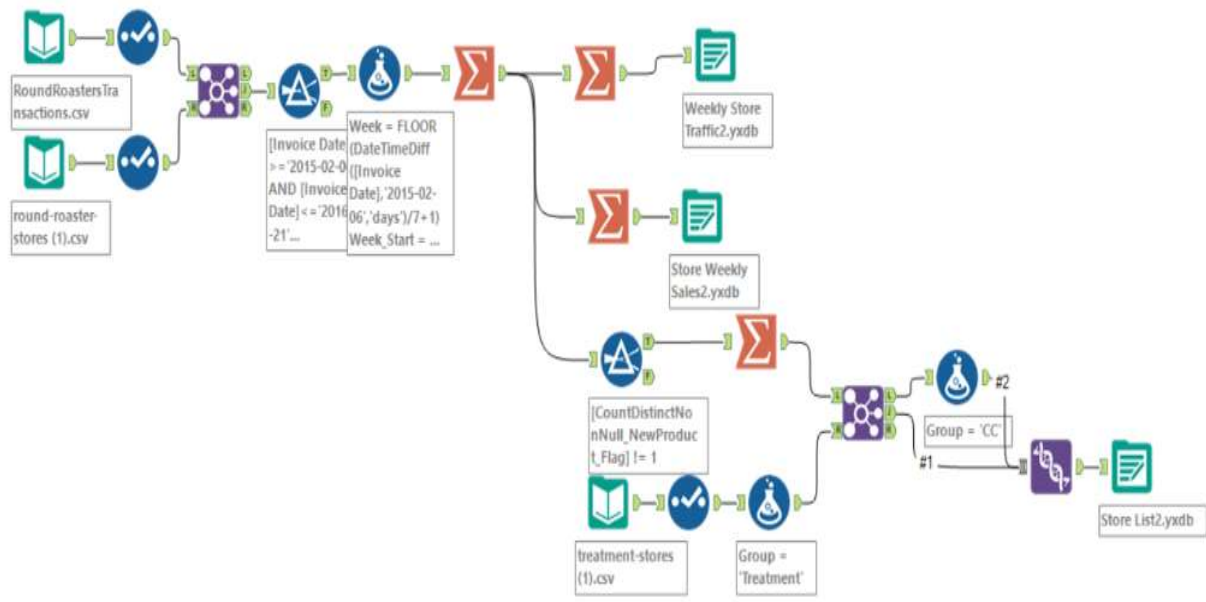 RoundRoastersTra
nsactions.csv
round-roaster-
stores (1).csv
L
R
L
J
R
T
F
[Invoice Date
>='2015-02-0
AND [Invoice
Date]<='2016
-21'...
Week = FLOOR
(DateTimeDiff
([Invoice
Date],'2015-02-
06','days')/7+1)
Week_Start = ...
Weekly Store
Traffic2.yxdb
Store Weekly
Sales2.yxdb
T
F
[CountDistinctNo
nNull_NewProduc
t_Flag] != 1
treatment-stores
(1).csv
Group =
'Treatment'
L
R
L
J
R
Group = 'CC'
#2
#1
Store List2.yxdb